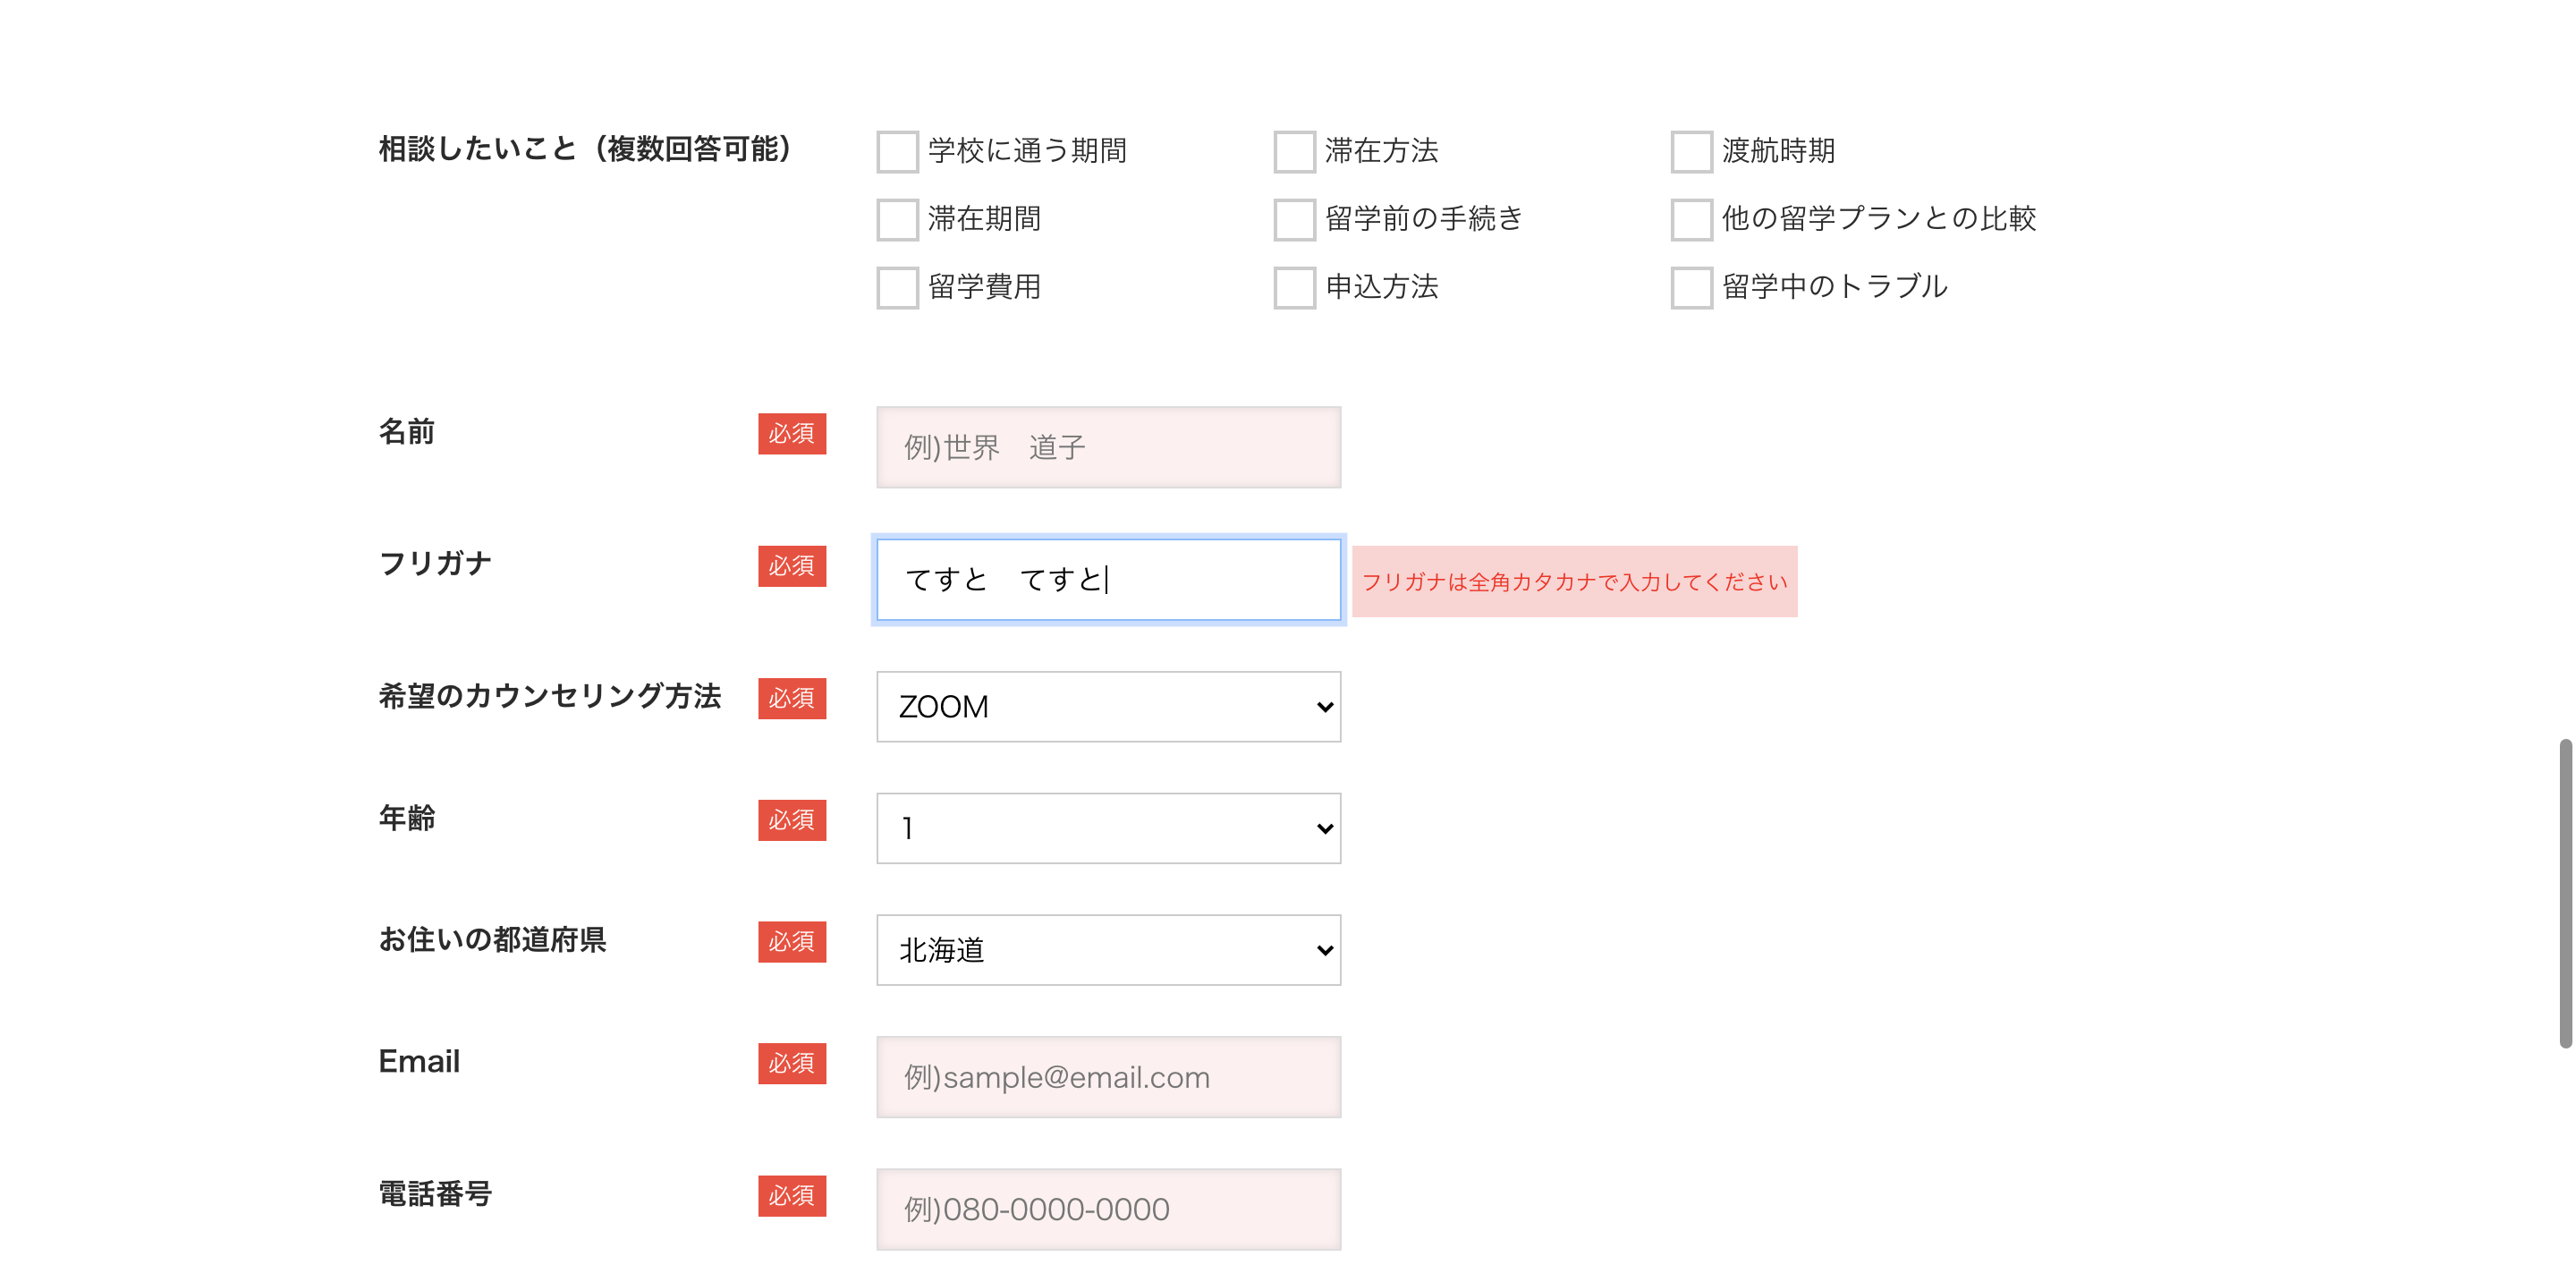 相談したいこと（複数回答可能）
学校に通う期間 滞在方法 渡航時期
滞在期間 留学前の手続き 他の留学プランとの比較
留学費用 申込方法 留学中のトラブル
名前 必須 例)世界　道子
フリガナ 必須 てすと　てすと フリガナは全角カタカナで入力してください
希望のカウンセリング方法 必須 ZOOM
年齢 必須 1
お住いの都道府県 必須 北海道
Email 必須 例)sample@email.com
電話番号 必須 例)080-0000-0000